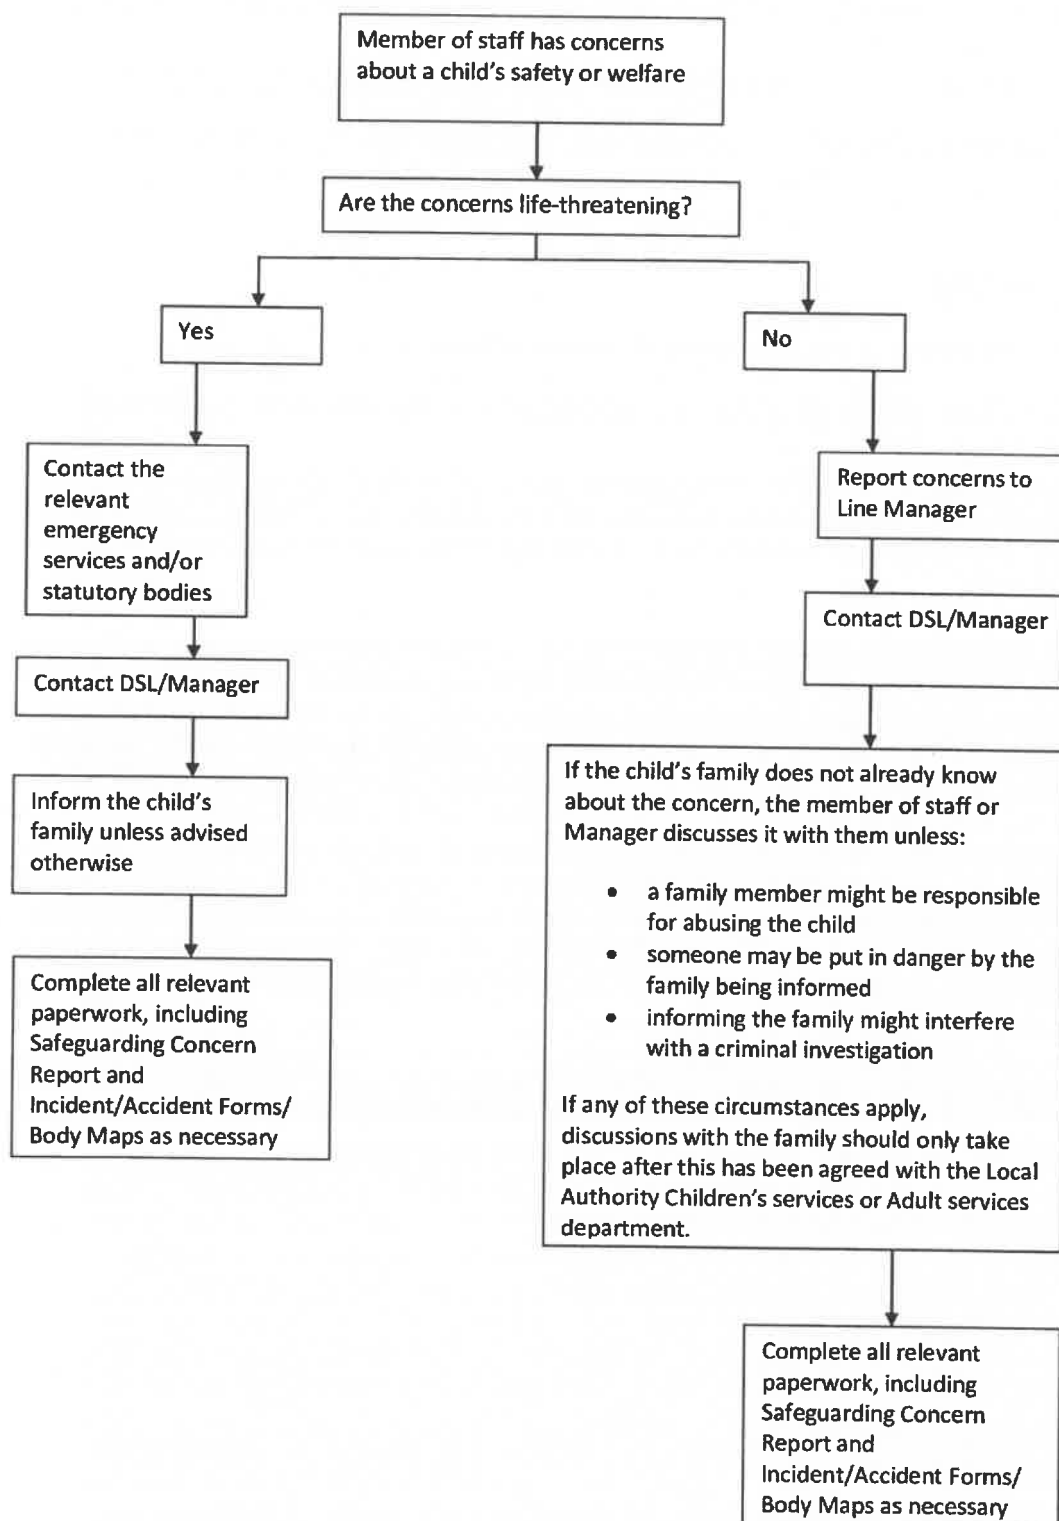 Member of staff has concerns
about a child's safety or welfare
Are the concerns life-threatening?
Yes
No
Contact the
relevant
emergency
services and/or
statutory bodies
Report concerns to
Line Manager
Contact DSL/Manager
Contact DSL/Manager
Inform the child's
family unless advised
otherwise
If the child's family does not already know
about the concern, the member of staff or
Manager discusses it with them unless:
• a family member might be responsible
for abusing the child
• someone may be put in danger by the
family being informed
• informing the family might interfere
with a criminal investigation
If any of these circumstances apply,
discussions with the family should only take
place after this has been agreed with the Local
Authority Children's services or Adult services
department.
Complete all relevant
paperwork, including
Safeguarding Concern
Report and
Incident/Accident Forms/
Body Maps as necessary
Complete all relevant
paperwork, including
Safeguarding Concern
Report and
Incident/Accident Forms/
Body Maps as necessary